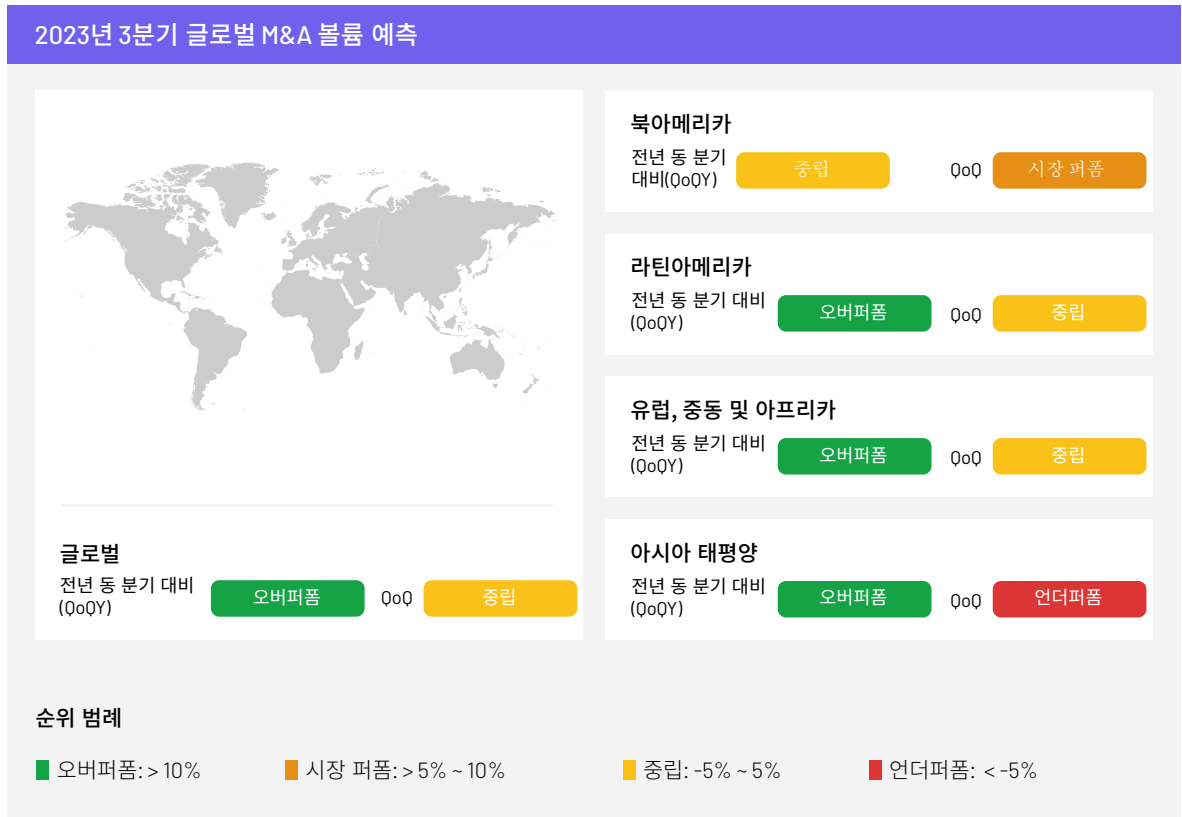 2023년 3분기 글로벌 M&A 볼륨 예측
글로벌
전년 동 분기 대비
(QoQY)
오버퍼폼
QoQ
중립
북아메리카
전년 동 분기
대비(QoQY)
중립
QoQ
시장 퍼폼
라틴아메리카
전년 동 분기 대비
(QoQY)
오버퍼폼
QoQ
중립
유럽, 중동 및 아프리카
전년 동 분기 대비
(QoQY)
오버퍼폼
QoQ
중립
아시아 태평양
전년 동 분기 대비
(QoQY)
오버퍼폼
QoQ
언더퍼폼
순위 범례
오버퍼폼: > 10%
시장 퍼폼: > 5% ~ 10%
중립: -5% ~ 5%
언더퍼폼: < -5%